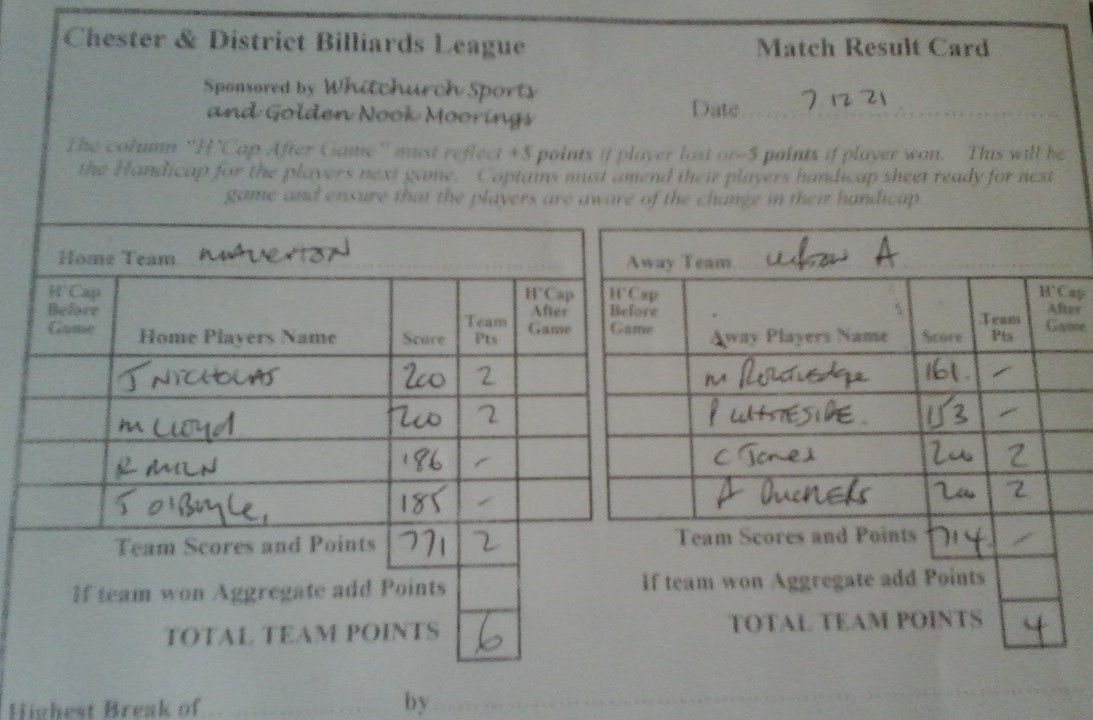 Chester & District Billiards League
Match Result Card
Sponsored by Whitchurch Sports
and Golden Nook Moorings
Date 7 12 21
The column "H'Cap After Game" must reflect +5 points if player lost or -5 points if player won. This will be
the Handicap for the players next game. Captains must amend their players handicap sheet ready for next
game and ensure that the players are aware of the change in their handicap
Home Team WAVERTON
Away Team A
H'Cap Before Game Home Players Name Score Team Pts H'Cap After Game
H'Cap Before Game Away Players Name Score Team Pts H'Cap After Game
J NICHOLAS 200 2
M Routledge 161. -
M LLOYD 200 2
P WHITESIDE. 153 -
R MILN 186 -
C Jones 200 2
J O'Boyle, 185 -
A 200 2
Team Scores and Points 771 2
Team Scores and Points 714. -
If team won Aggregate add Points
If team won Aggregate add Points
TOTAL TEAM POINTS 6
TOTAL TEAM POINTS 4
Highest Break of by